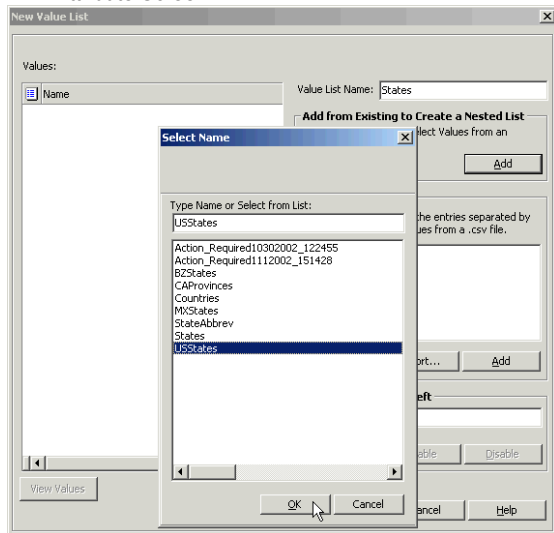 New Value List
Values:
Name
Value List Name: States
Add from Existing to Create a Nested List
lect Values from an
Add
Select Name
Type Name or Select from List:
USStates
Action_Required10302002_122455
Action_Required1112002_151428
BZStates
CAProvinces
Countries
MXStates
StateAbbrev
States
USStates
OK
Cancel
the entries separated by
ues from a .csv file.
ort...
Add
eft
able
Disable
View Values
ancel
Help